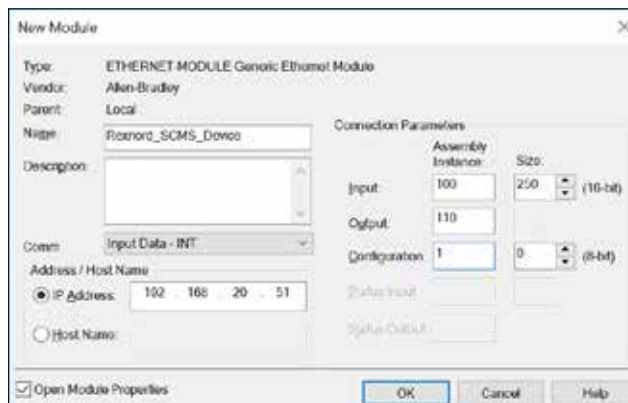 New Module
Type: ETHERNET-MODULE Generic Ethernet Module
Vendor: Allen-Bradley
Parent: Local
Name: Rexnord_SCMS_Device
Description:
Comm
Input Data - INT
Address / Host Name
IP Address: 192 . 168 . 20 . 51
Host Name:
Connection Parameters
Assembly Instance: Size:
Input: 100 250 (16-bit)
Output: 110
Configuration: 1 0 (8-bit)
Status Input
Status Output
Open Module Properties
OK Cancel Help